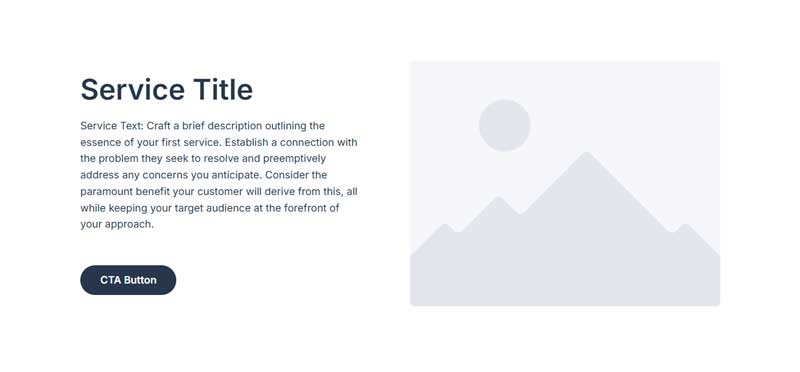 Service Title
Service Text: Craft a brief description outlining the
essence of your first service. Establish a connection with
the problem they seek to resolve and preemptively
address any concerns you anticipate. Consider the
paramount benefit your customer will derive from this, all
while keeping your target audience at the forefront of
your approach.
CTA Button